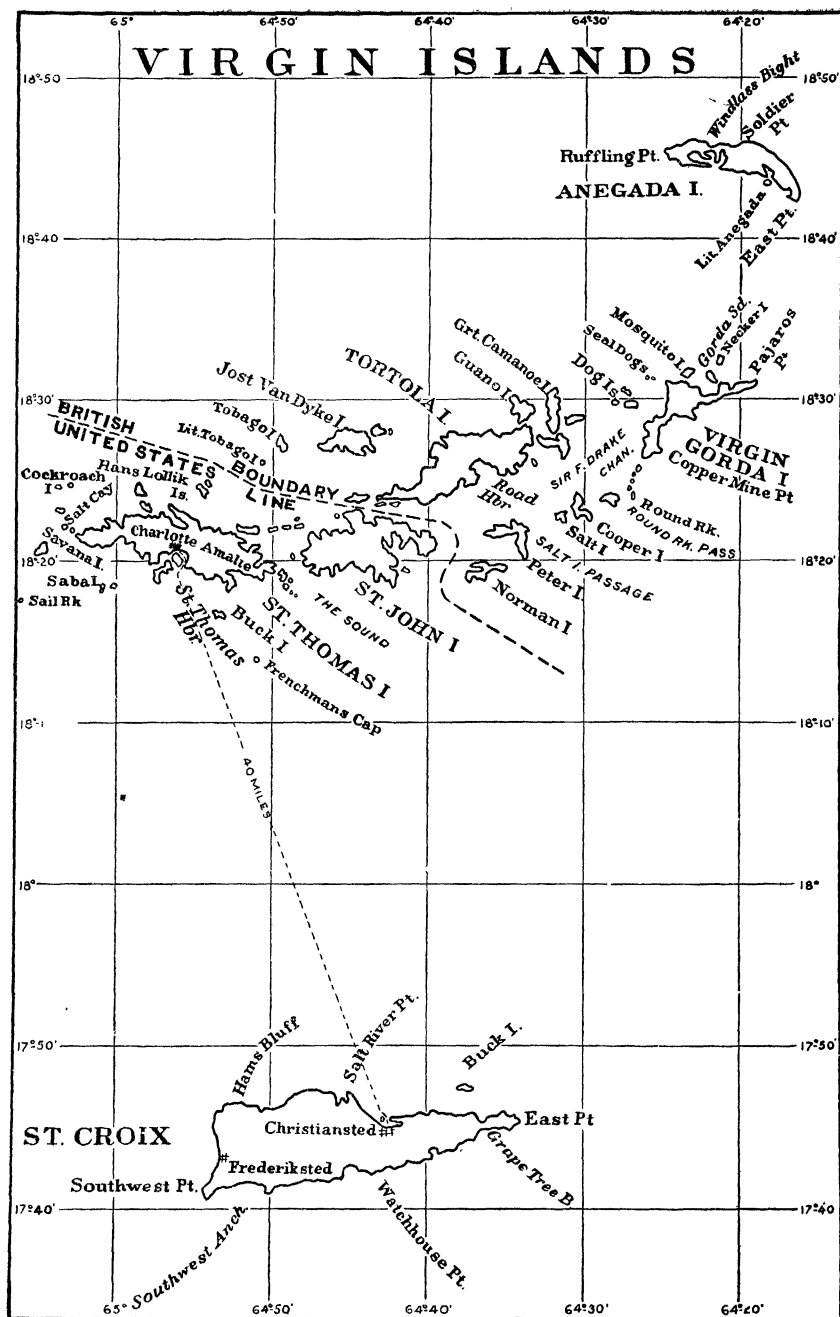 65° 64°50' 64°40' 64°30' 64°20'
VIRGIN ISLANDS
18°50' 18°50'
Windlass Bight
Soldier
Pt
Ruffling Pt.
ANEGADA I.
Lit. Anegada
East Pt.
18°40' 18°40'
Mosquito I.
Gorda Sd.
Necker I
Pajaros
Pt
Seal Dogs
Dog Is.
Grt. Camanoe I
Guano I.
TORTOLA I
Jost Van Dyke I
Tobago I
Lit. Tobago I
18°30' 18°30'
BRITISH
UNITED STATES
BOUNDARY
LINE
VIRGIN
GORDA I
Copper Mine Pt
SIR F. DRAKE
CHAN.
Road
Hbr
Round Rk.
ROUND RK. PASS
Cooper I
Salt I
SALT I. PASSAGE
Peter I.
Norman I
Hans Lollik
Is.
Cockroach
I
Salt Cay
Savana I.
Charlotte Amalie
18°20' 18°20'
Saba I.
Sail Rk
St. Thomas
Hbr.
Buck I
ST. THOMAS I
THE SOUND
ST. JOHN I
Frenchmans Cap
18°1 18°10'
40 MILES
18° 18°
17°50' 17°50'
Hams Bluff
Salt River Pt.
Buck I.
ST. CROIX
Christiansted
East Pt
Frederiksted
Grape Tree B.
Southwest Pt.
17°40' 17°40'
Southwest Anch
Watchhouse Pt.
65° 64°50' 64°40' 64°30' 64°20'